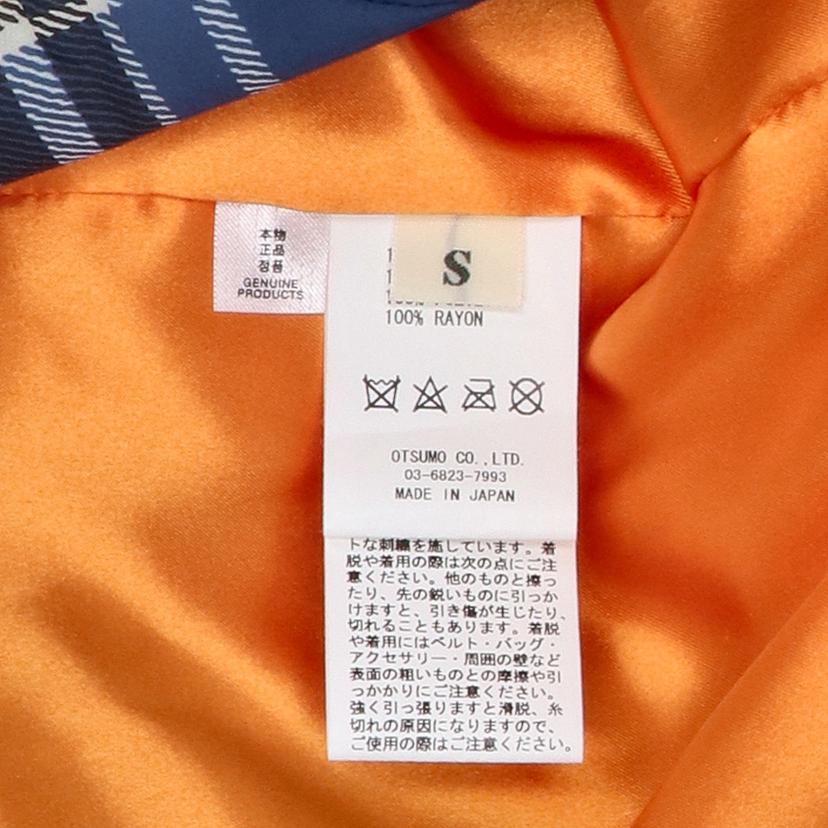 本物
正品
정품
GENUINE
PRODUCTS
S
100%
100% RAYON
OTSUMO CO.,LTD.
03-6823-7993
MADE IN JAPAN
トな刺繍を施しています。着
脱や着用の際は次の点にご注
意ください。他のものと擦っ
たり、先の鋭いものに引っか
けますと、引き傷が生じたり、
切れることもあります。着脱
や着用にはベルト・バッグ・
アクセサリー・周囲の壁など
表面の粗いものとの摩擦や引
っかかりにご注意ください。
強く引っ張りますと滑脱、糸
切れの原因になりますので、
ご使用の際はご注意ください。